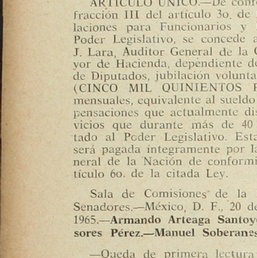 ARTICULO UNICO.—De confor
fracción III del artículo 3o, de
laciones para Funcionarios y
Poder Legislativo, se concede a
J. Lara, Auditor General de la C
yor de Hacienda, dependiente de
de Diputados, jubilación volunta
(CINCO MIL QUINIENTOS P
mensuales, equivalente al sueldo
pensaciones que actualmente dis
vicios que durante más de 40
tado al Poder Legislativo. Esta
será pagada íntegramente por la
neral de la Nación de conformi
tículo 6o. de la citada Ley.
Sala de Comisiones de la
Senadores.—México, D. F., 20 de
1965.—Armando Arteaga Santoy
sores Pérez.—Manuel Soberanes
—Queda de primera lectura